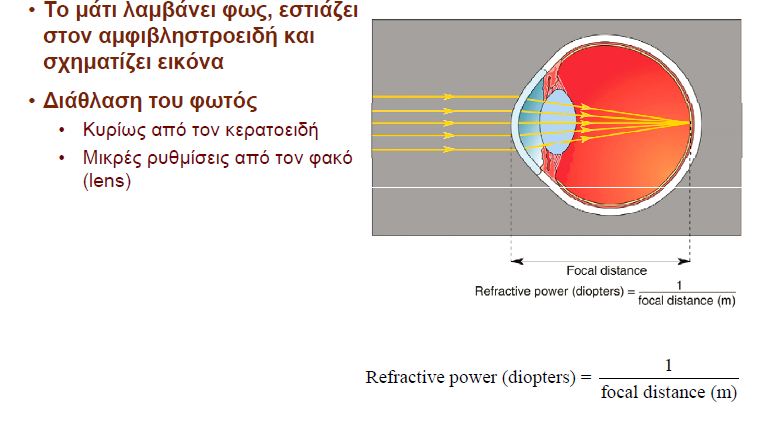 • Το μάτι λαμβάνει φως, εστιάζει
στον αμφιβληστροειδή και
σχηματίζει εικόνα
• Διάθλαση του φωτός
• Κυρίως από τον κερατοειδή
• Μικρές ρυθμίσεις από τον φακό
(lens)
Focal distance
Refractive power (diopters) = 1
focal distance (m)
Refractive power (diopters) = 1
focal distance (m)